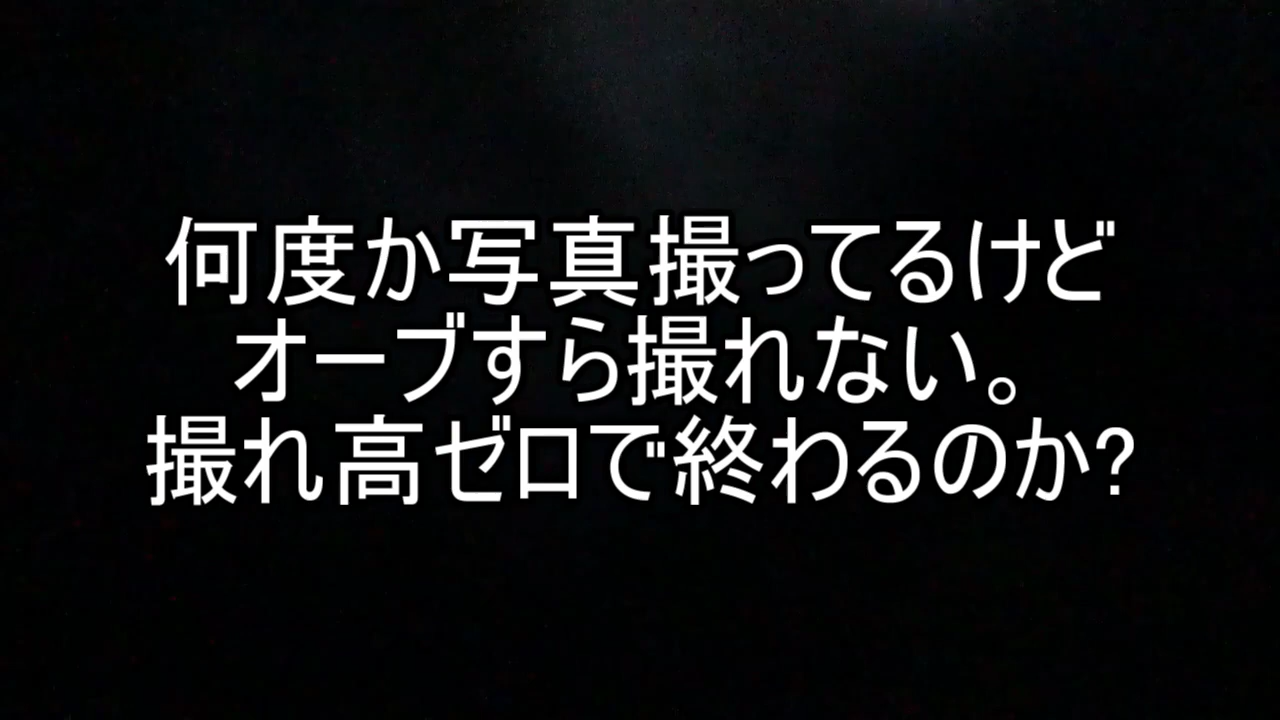 何度か写真撮ってるけど
オーブすら撮れない。
撮れ高ゼロで終わるのか?